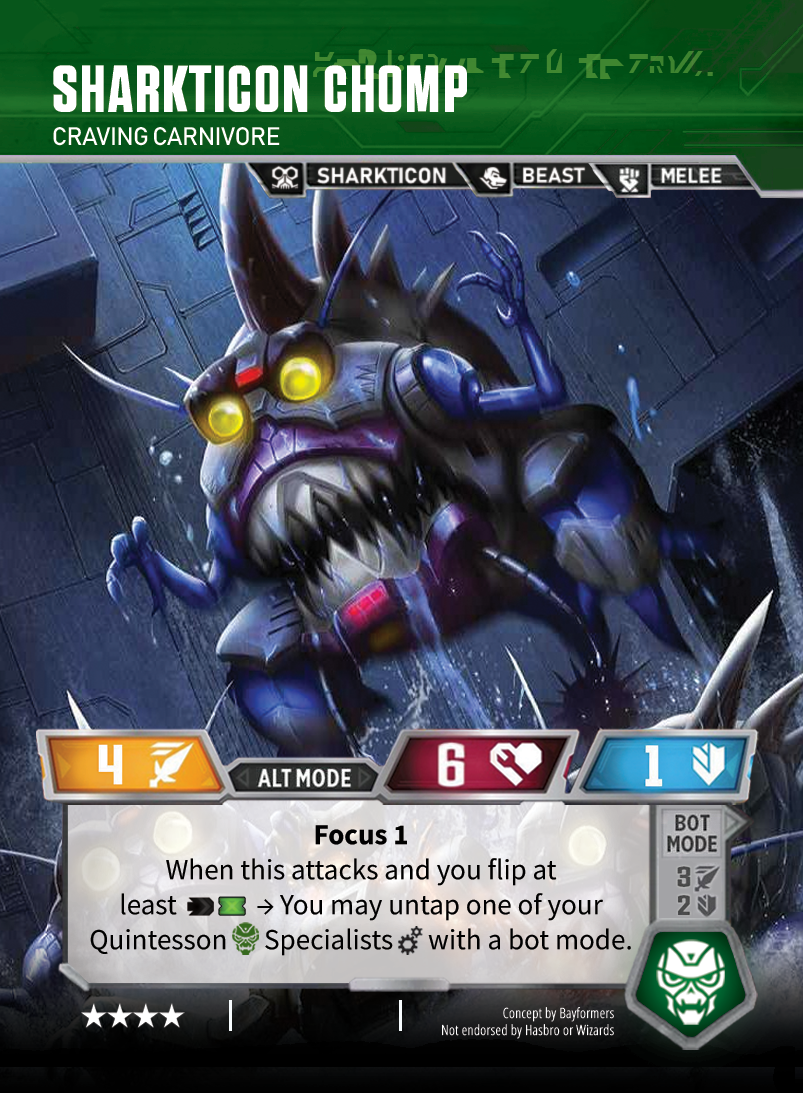 SHARKTICON CHOMP
CRAVING CARNIVORE
SHARKTICON BEAST MELEE
4 ALT MODE 6 1
Focus 1
When this attacks and you flip at
least → You may untap one of your
Quintesson Specialists with a bot mode.
BOT
MODE
3
2
★★★★
Concept by Bayformers
Not endorsed by Hasbro or Wizards